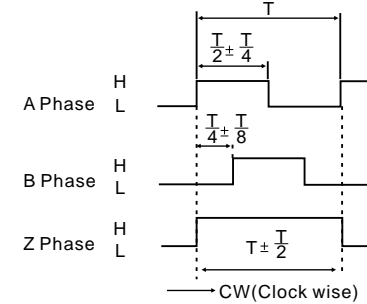 T
T/2 ± T/4
H
A Phase L
T/4 ± T/8
H
B Phase L
H
Z Phase L
T ± T/2
CW(Clock wise)